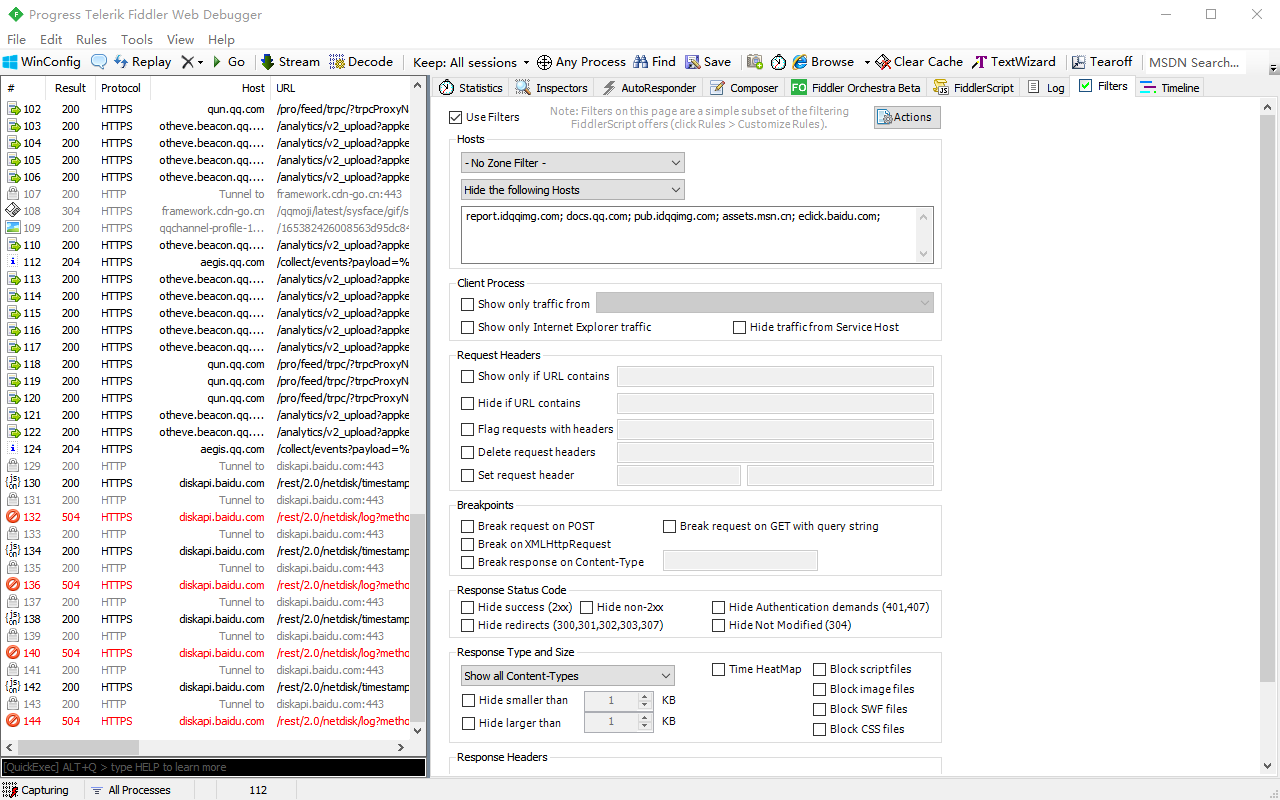 Progress Telerik Fiddler Web Debugger
File Edit Rules Tools View Help
WinConfig Replay Go Stream Decode Keep: All sessions Any Process Find Save Browse Clear Cache TextWizard Tearoff MSDN Search...
# Result Protocol Host URL
102 200 HTTPS qun.qq.com /pro/feed/trpc/?trpcProxyN
103 200 HTTPS otheve.beacon.qq.... /analytics/v2_upload?appke
104 200 HTTPS otheve.beacon.qq.... /analytics/v2_upload?appke
105 200 HTTPS otheve.beacon.qq.... /analytics/v2_upload?appke
106 200 HTTPS otheve.beacon.qq.... /analytics/v2_upload?appke
107 200 HTTP Tunnel to framework.cdn-go.cn:443
108 304 HTTPS framework.cdn-go.cn /qqmoji/latest/sysface/gif/s
109 200 HTTPS qqchannel-profile-1... /165382426008563d95dc84
110 200 HTTPS otheve.beacon.qq.... /analytics/v2_upload?appke
112 204 HTTPS aegis.qq.com /collect/events?payload=%
113 200 HTTPS otheve.beacon.qq.... /analytics/v2_upload?appke
114 200 HTTPS otheve.beacon.qq.... /analytics/v2_upload?appke
115 200 HTTPS otheve.beacon.qq.... /analytics/v2_upload?appke
116 200 HTTPS otheve.beacon.qq.... /analytics/v2_upload?appke
117 200 HTTPS otheve.beacon.qq.... /analytics/v2_upload?appke
118 200 HTTPS qun.qq.com /pro/feed/trpc/?trpcProxyN
119 200 HTTPS qun.qq.com /pro/feed/trpc/?trpcProxyN
120 200 HTTPS qun.qq.com /pro/feed/trpc/?trpcProxyN
121 200 HTTPS otheve.beacon.qq.... /analytics/v2_upload?appke
122 200 HTTPS otheve.beacon.qq.... /analytics/v2_upload?appke
124 204 HTTPS aegis.qq.com /collect/events?payload=%
129 200 HTTP Tunnel to diskapi.baidu.com:443
130 200 HTTPS diskapi.baidu.com /rest/2.0/netdisk/timestamp
131 200 HTTP Tunnel to diskapi.baidu.com:443
132 504 HTTPS diskapi.baidu.com /rest/2.0/netdisk/log?metho
133 200 HTTP Tunnel to diskapi.baidu.com:443
134 200 HTTPS diskapi.baidu.com /rest/2.0/netdisk/timestamp
135 200 HTTP Tunnel to diskapi.baidu.com:443
136 504 HTTPS diskapi.baidu.com /rest/2.0/netdisk/log?metho
137 200 HTTP Tunnel to diskapi.baidu.com:443
138 200 HTTPS diskapi.baidu.com /rest/2.0/netdisk/timestamp
139 200 HTTP Tunnel to diskapi.baidu.com:443
140 504 HTTPS diskapi.baidu.com /rest/2.0/netdisk/log?metho
141 200 HTTP Tunnel to diskapi.baidu.com:443
142 200 HTTPS diskapi.baidu.com /rest/2.0/netdisk/timestamp
143 200 HTTP Tunnel to diskapi.baidu.com:443
144 504 HTTPS diskapi.baidu.com /rest/2.0/netdisk/log?metho
[QuickExec] ALT+Q > type HELP to learn more
Statistics Inspectors AutoResponder Composer FO Fiddler Orchestra Beta FiddlerScript Log Filters Timeline
Use Filters
Note: Filters on this page are a simple subset of the filtering
FiddlerScript offers (click Rules > Customize Rules).
Actions
Hosts
- No Zone Filter -
Hide the following Hosts
report.idqqimg.com; docs.qq.com; pub.idqqimg.com; assets.msn.cn; eclick.baidu.com;
Client Process
Show only traffic from
Show only Internet Explorer traffic Hide traffic from Service Host
Request Headers
Show only if URL contains
Hide if URL contains
Flag requests with headers
Delete request headers
Set request header
Breakpoints
Break request on POST Break request on GET with query string
Break on XMLHttpRequest
Break response on Content-Type
Response Status Code
Hide success (2xx) Hide non-2xx Hide Authentication demands (401,407)
Hide redirects (300,301,302,303,307) Hide Not Modified (304)
Response Type and Size
Show all Content-Types Time HeatMap Block script files
Hide smaller than 1 KB Block image files
Hide larger than 1 KB Block SWF files
Block CSS files
Response Headers
Capturing All Processes 112